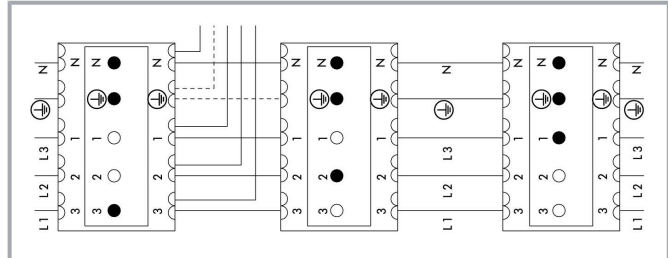 N N N N N N N N N N
1 1 1 1 1 1 1
L3 L3 L3
2 2 2 2 2 2 2
L2 L2 L2
3 3 3 3 3 3 3
L1 L1 L1